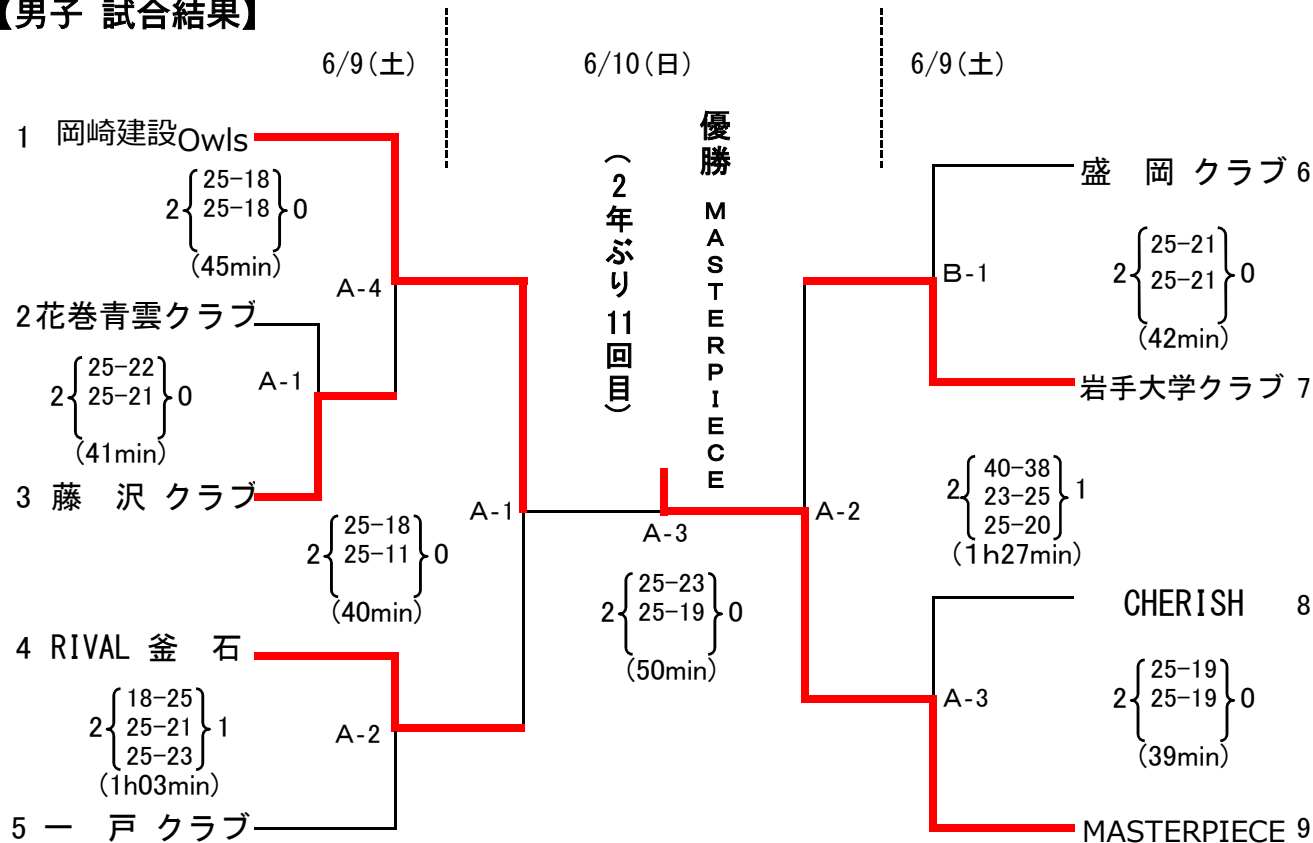 【男子 試合結果】
6/9(土)
6/10(日)
6/9(土)
優勝 MASTERPIECE
(2年ぶり11回目)
1 岡崎建設Owls
25-18
2 25-18 0
(45min)
A-4
2 花巻青雲クラブ
25-22
2 25-21 0
(41min)
A-1
3 藤 沢 クラブ
25-18
2 25-11 0
(40min)
A-1
4 RIVAL 釜 石
18-25
2 25-21 1
25-23
(1h03min)
A-2
5 一 戸 クラブ
A-3
25-23
2 25-19 0
(50min)
盛 岡 クラブ 6
B-1
25-21
2 25-21 0
(42min)
岩手大学クラブ 7
A-2
40-38
2 23-25 1
25-20
(1h27min)
CHERISH 8
A-3
25-19
2 25-19 0
(39min)
MASTERPIECE 9